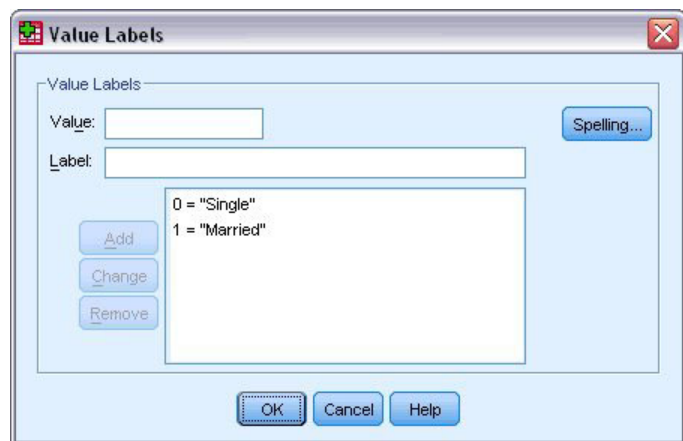 Value Labels
Value Labels
Value:
Spelling...
Label:
0 = "Single"
1 = "Married"
Add
Change
Remove
OK
Cancel
Help